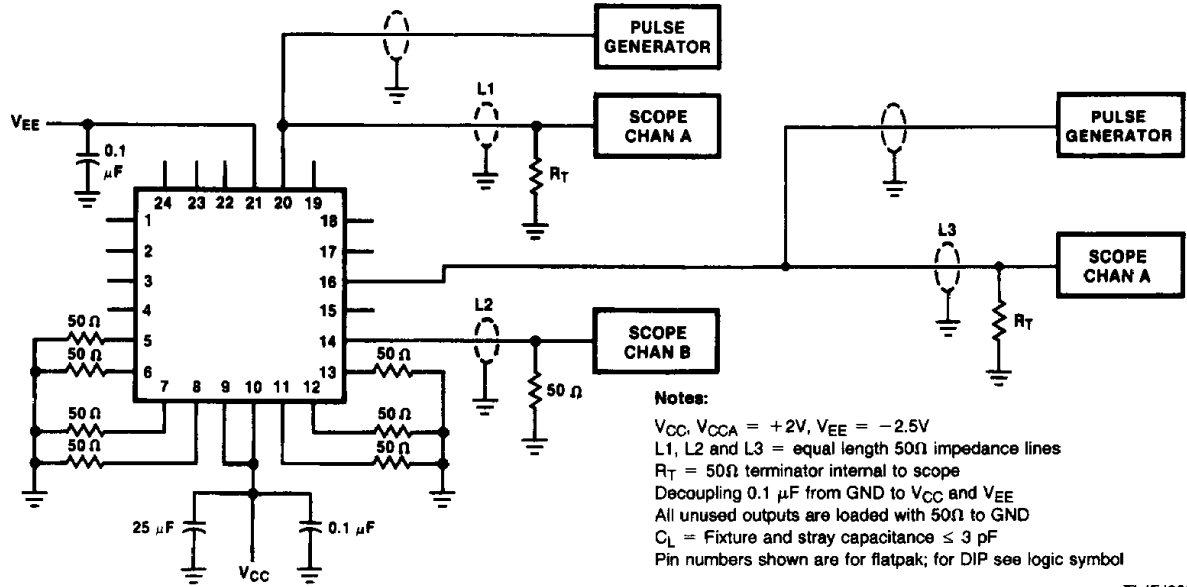 PULSE
GENERATOR
L1
SCOPE
CHAN A
RT
VEE
0.1
μF
PULSE
GENERATOR
24 23 22 21 20 19
1
2
3
4
5
6
18
17
16
15
14
13
7 8 9 10 11 12
L3
SCOPE
CHAN A
RT
L2
SCOPE
CHAN B
50 Ω
50 Ω
50 Ω
50 Ω
50 Ω
50 Ω
50 Ω
50 Ω
25 μF
0.1 μF
VCC
Notes:
VCC, VCCA = +2V, VEE = −2.5V
L1, L2 and L3 = equal length 50Ω impedance lines
RT = 50Ω terminator internal to scope
Decoupling 0.1 μF from GND to VCC and VEE
All unused outputs are loaded with 50Ω to GND
CL = Fixture and stray capacitance ≤ 3 pF
Pin numbers shown are for flatpak; for DIP see logic symbol